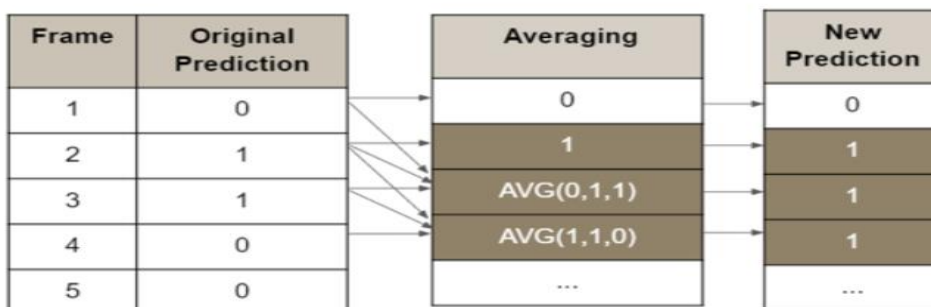 Frame Original Prediction
1 0
2 1
3 1
4 0
5 0
Averaging
0
1
AVG(0,1,1)
AVG(1,1,0)
...
New Prediction
0
1
1
1
...